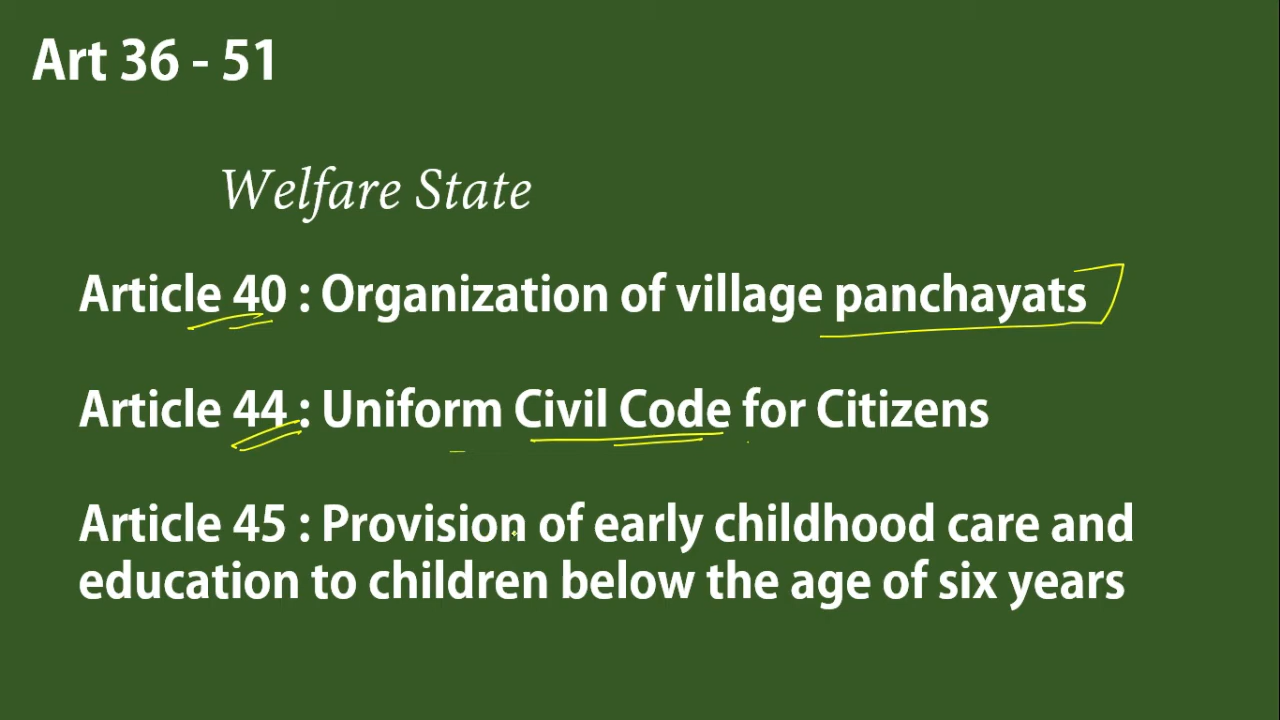 Art 36 - 51
Welfare State
Article 40 : Organization of village panchayats
Article 44 : Uniform Civil Code for Citizens
Article 45 : Provision of early childhood care and
education to children below the age of six years